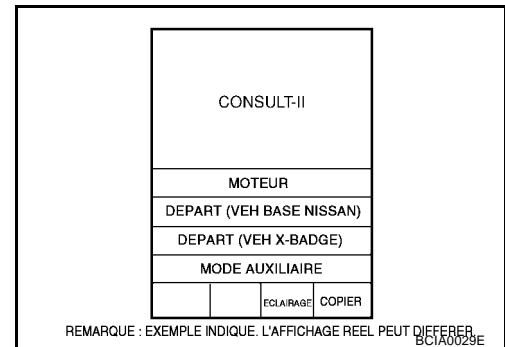 CONSULT-II
MOTEUR
DEPART (VEH BASE NISSAN)
DEPART (VEH X-BADGE)
MODE AUXILIAIRE
ECLAIRAGE COPIER
REMARQUE : EXEMPLE INDIQUE. L'AFFICHAGE REEL PEUT DIFFERER.
BCIA0029E